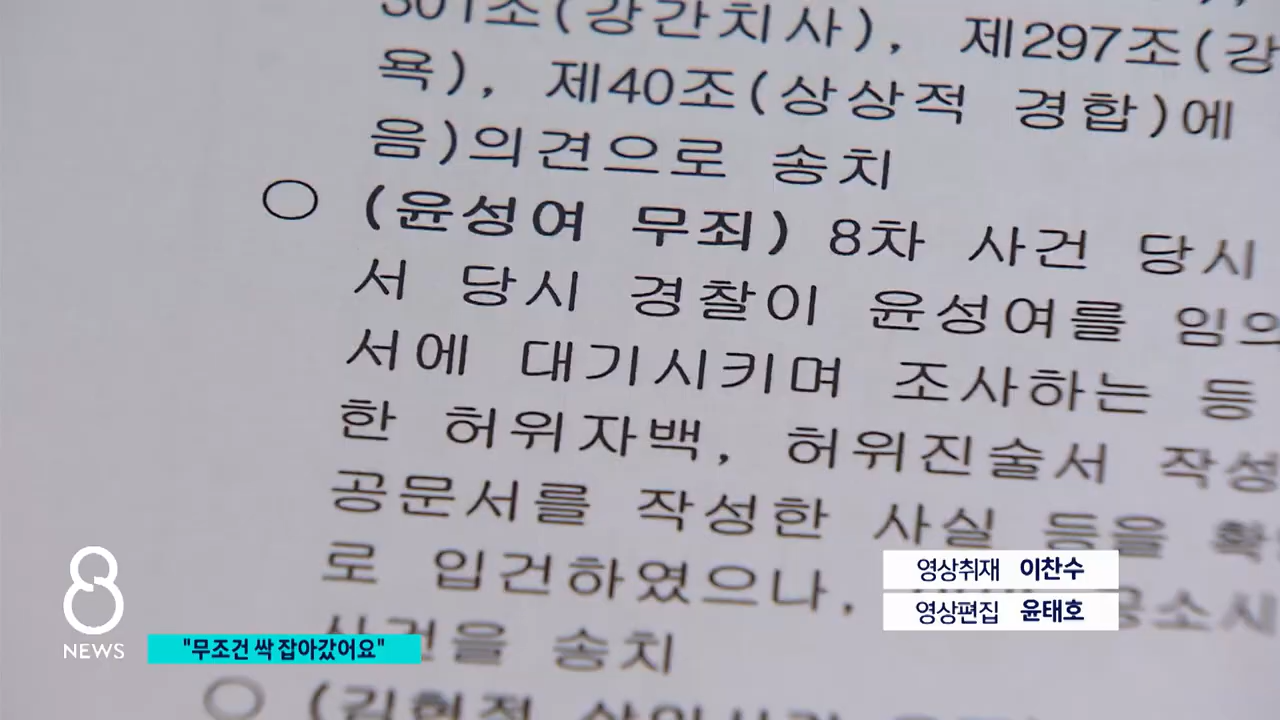 301조(강간치사), 제297조(강
욕), 제40조(상상적 경합)에
음)의견으로 송치
○ (윤성여 무죄) 8차 사건 당시
서 당시 경찰이 윤성여를 임의
서에 대기시키며 조사하는 등
한 허위자백, 허위진술서 작성
공문서를 작성한 사실 등을
로 입건하였으나, 공소시
사건을 송치
○
8
NEWS
"무조건 싹 잡아갔어요"
영상취재 이찬수
영상편집 윤태호